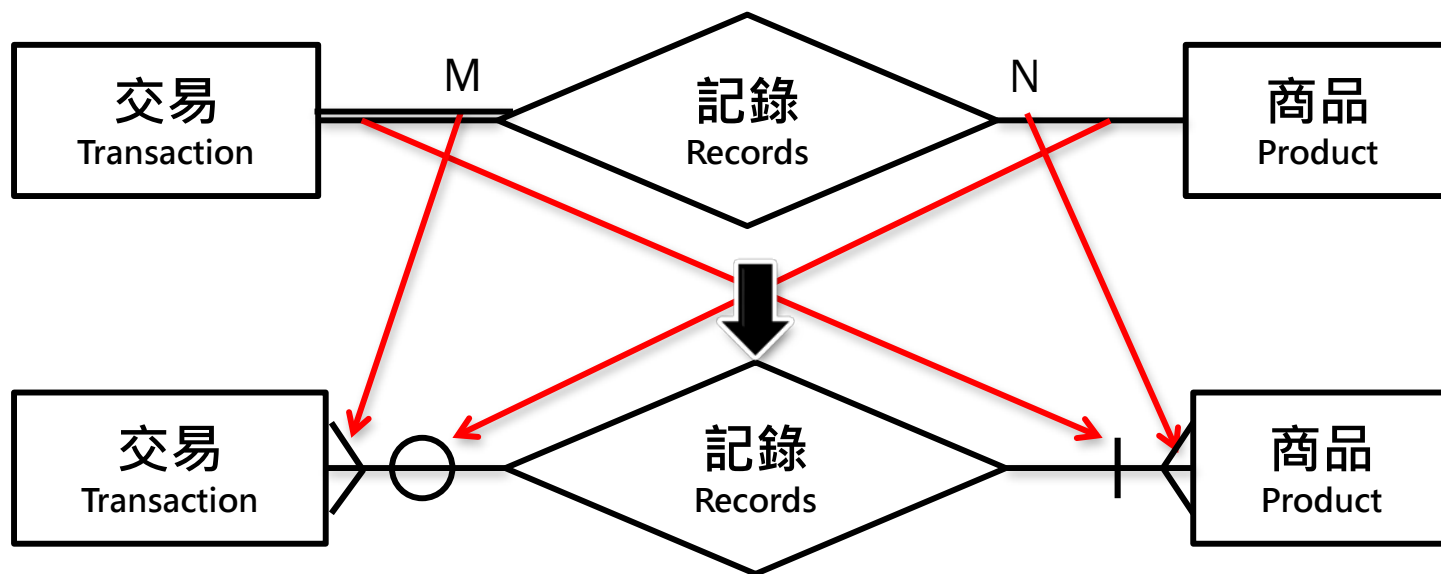 M
N
交易
Transaction
記錄
Records
商品
Product
交易
Transaction
記錄
Records
商品
Product